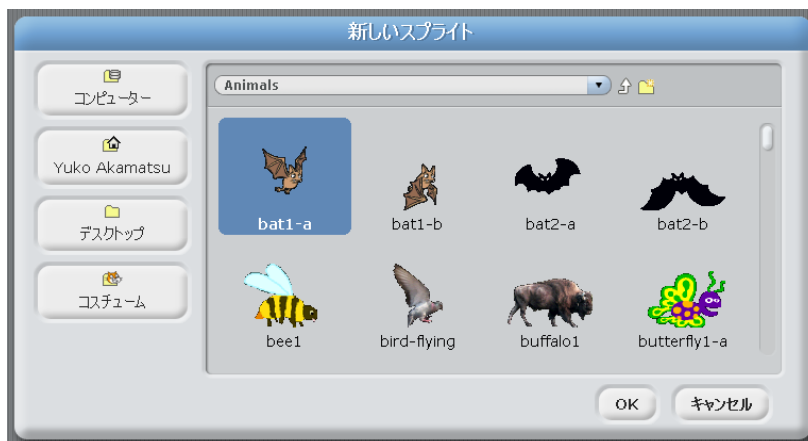 新しいスプライト
コンピューター
Yuko Akamatsu
デスクトップ
コスチューム
Animals
bat1-a bat1-b bat2-a bat2-b
bee1 bird-flying buffalo1 butterfly1-a
OK キャンセル